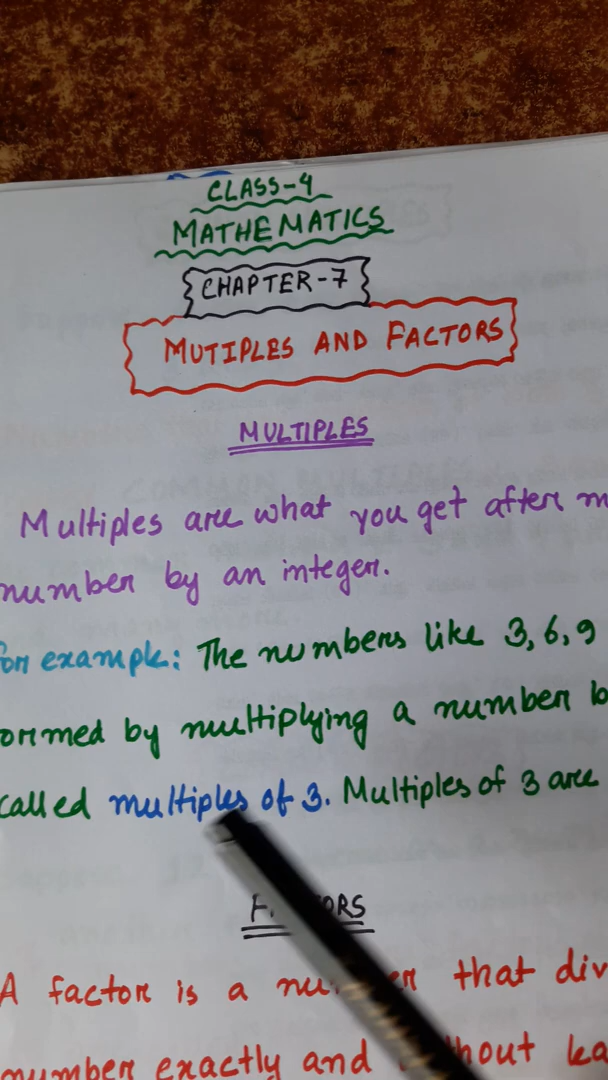 CLASS-4
MATHEMATICS
CHAPTER-7
MUTIPLES AND FACTORS
MULTIPLES
Multiples are what you get after m
number by an integer.
For example: The numbers like 3, 6, 9
ormed by multiplying a number b
called multiples of 3. Multiples of 3 are
A factor is a that div
number exactly and